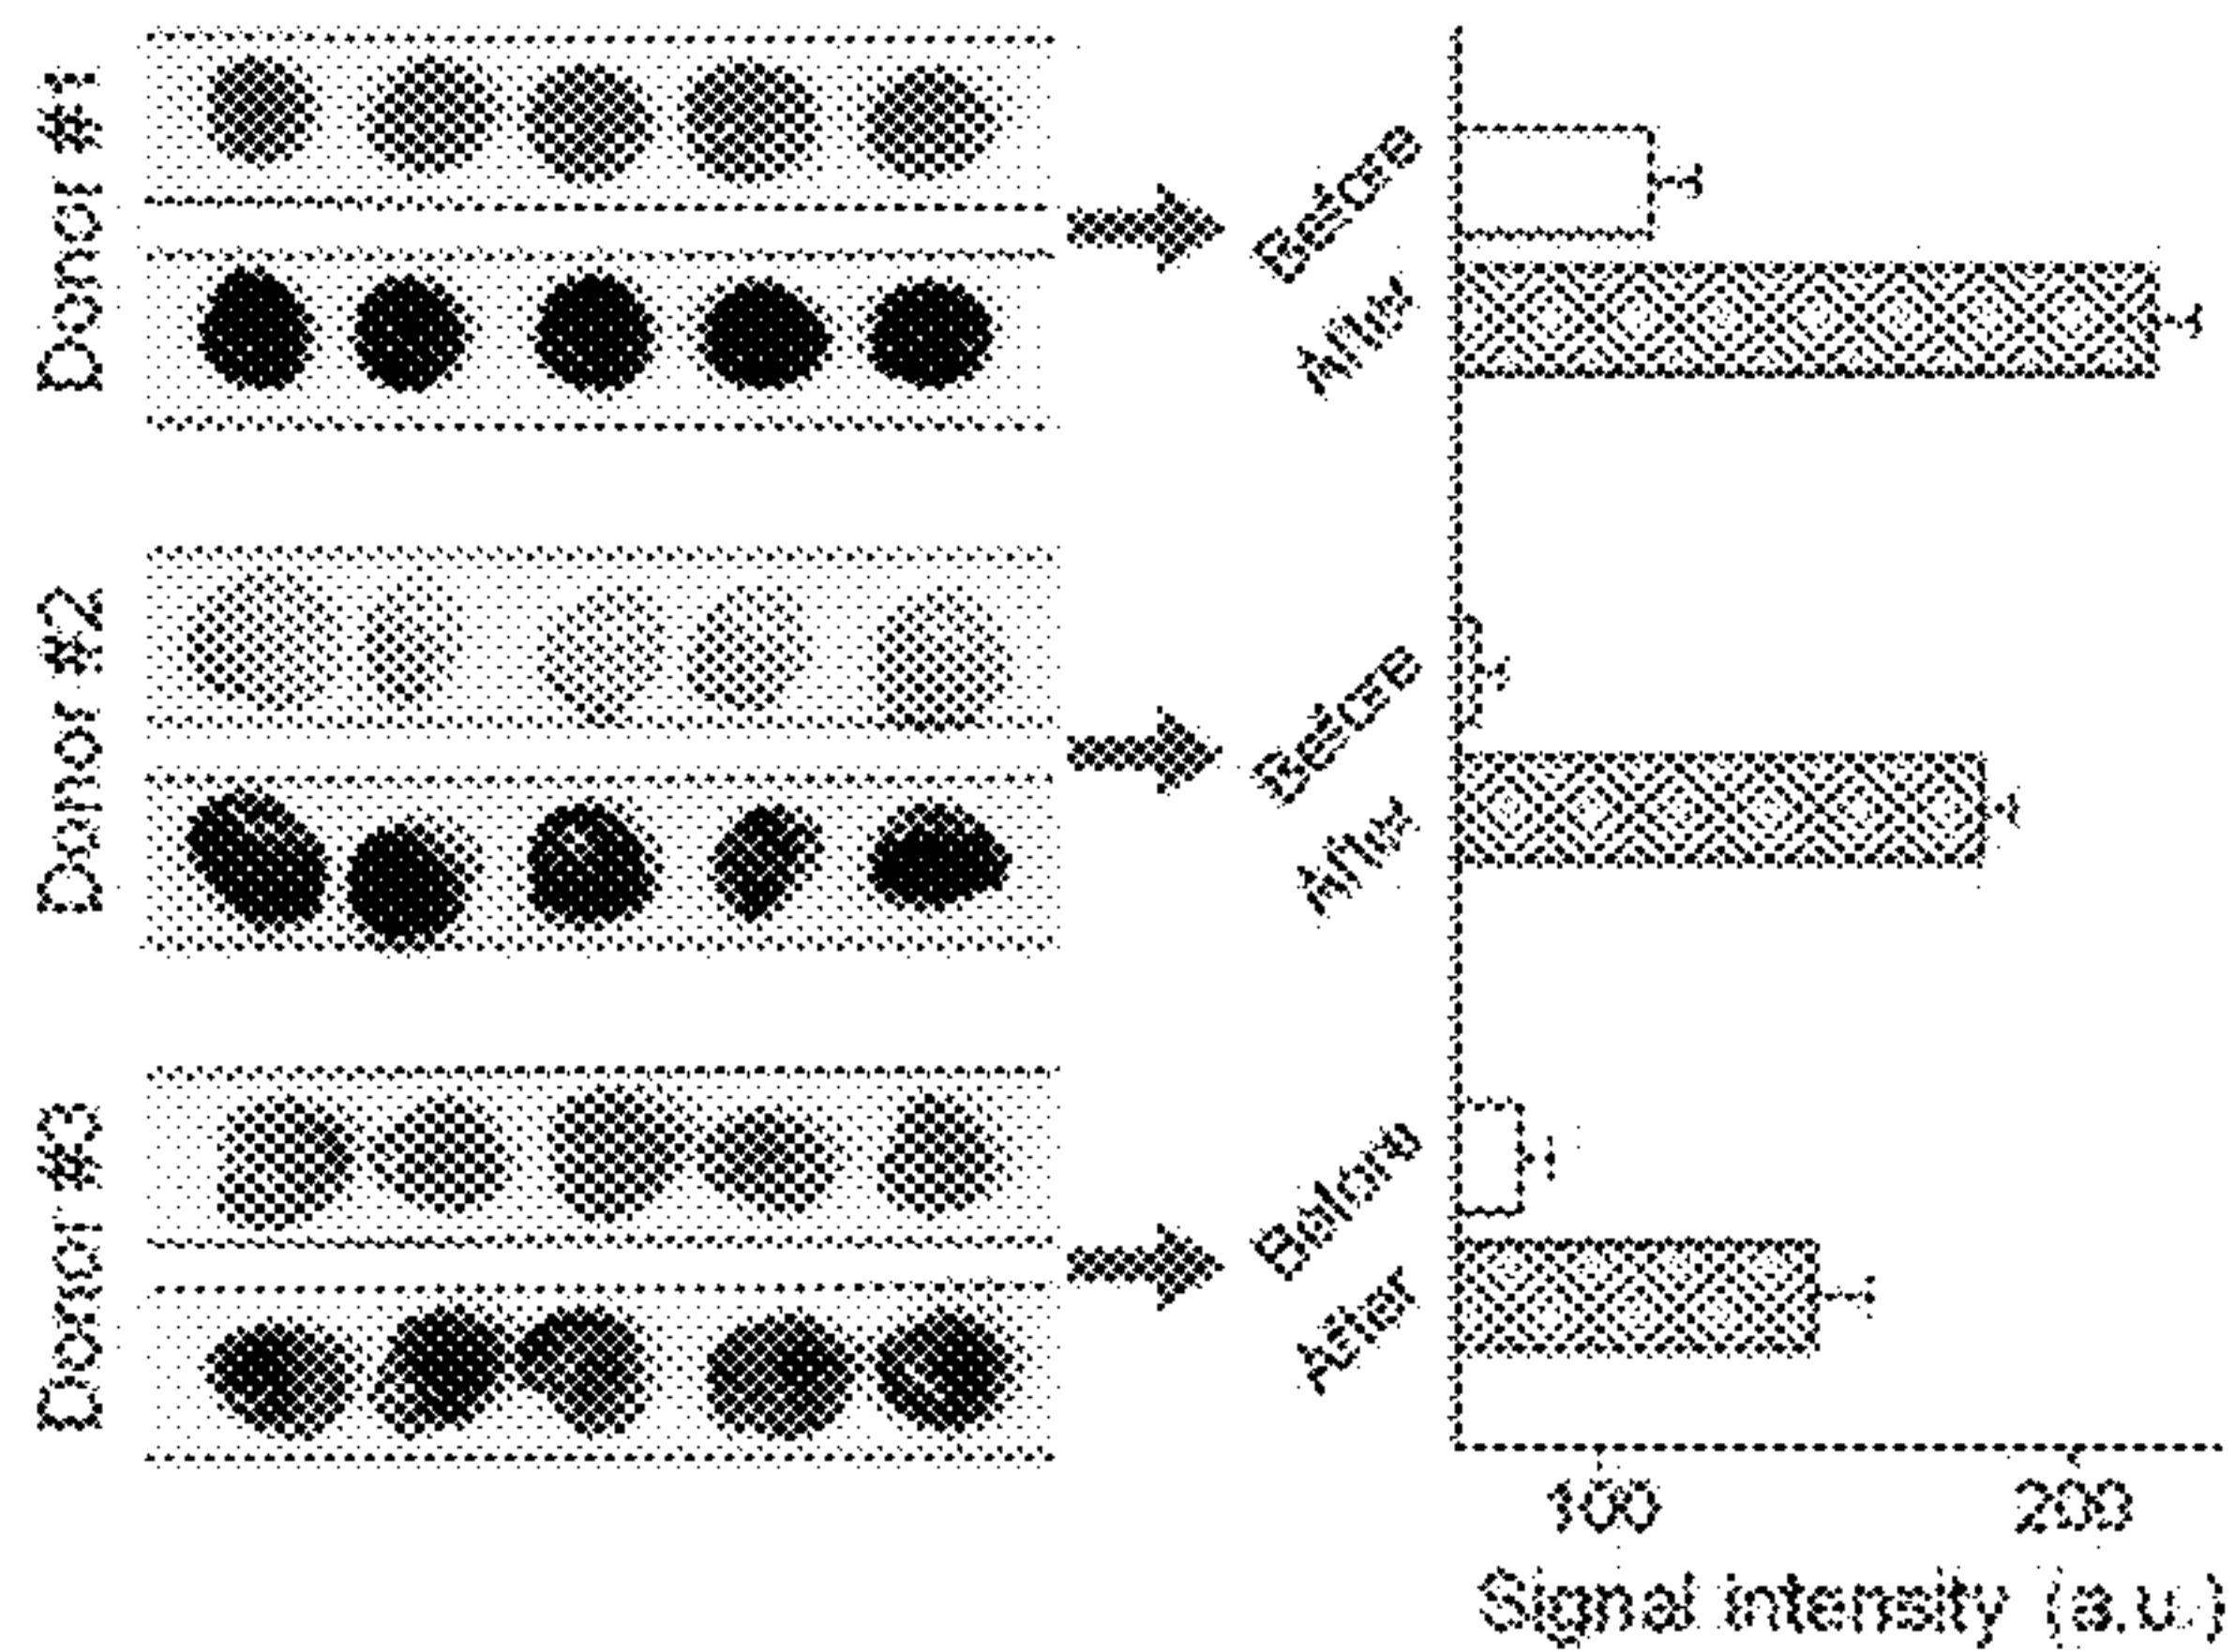 Donor #1
Before
After
Donor #2
Before
After
Donor #3
Before
After
100
200
Signal intensity (a.u.)